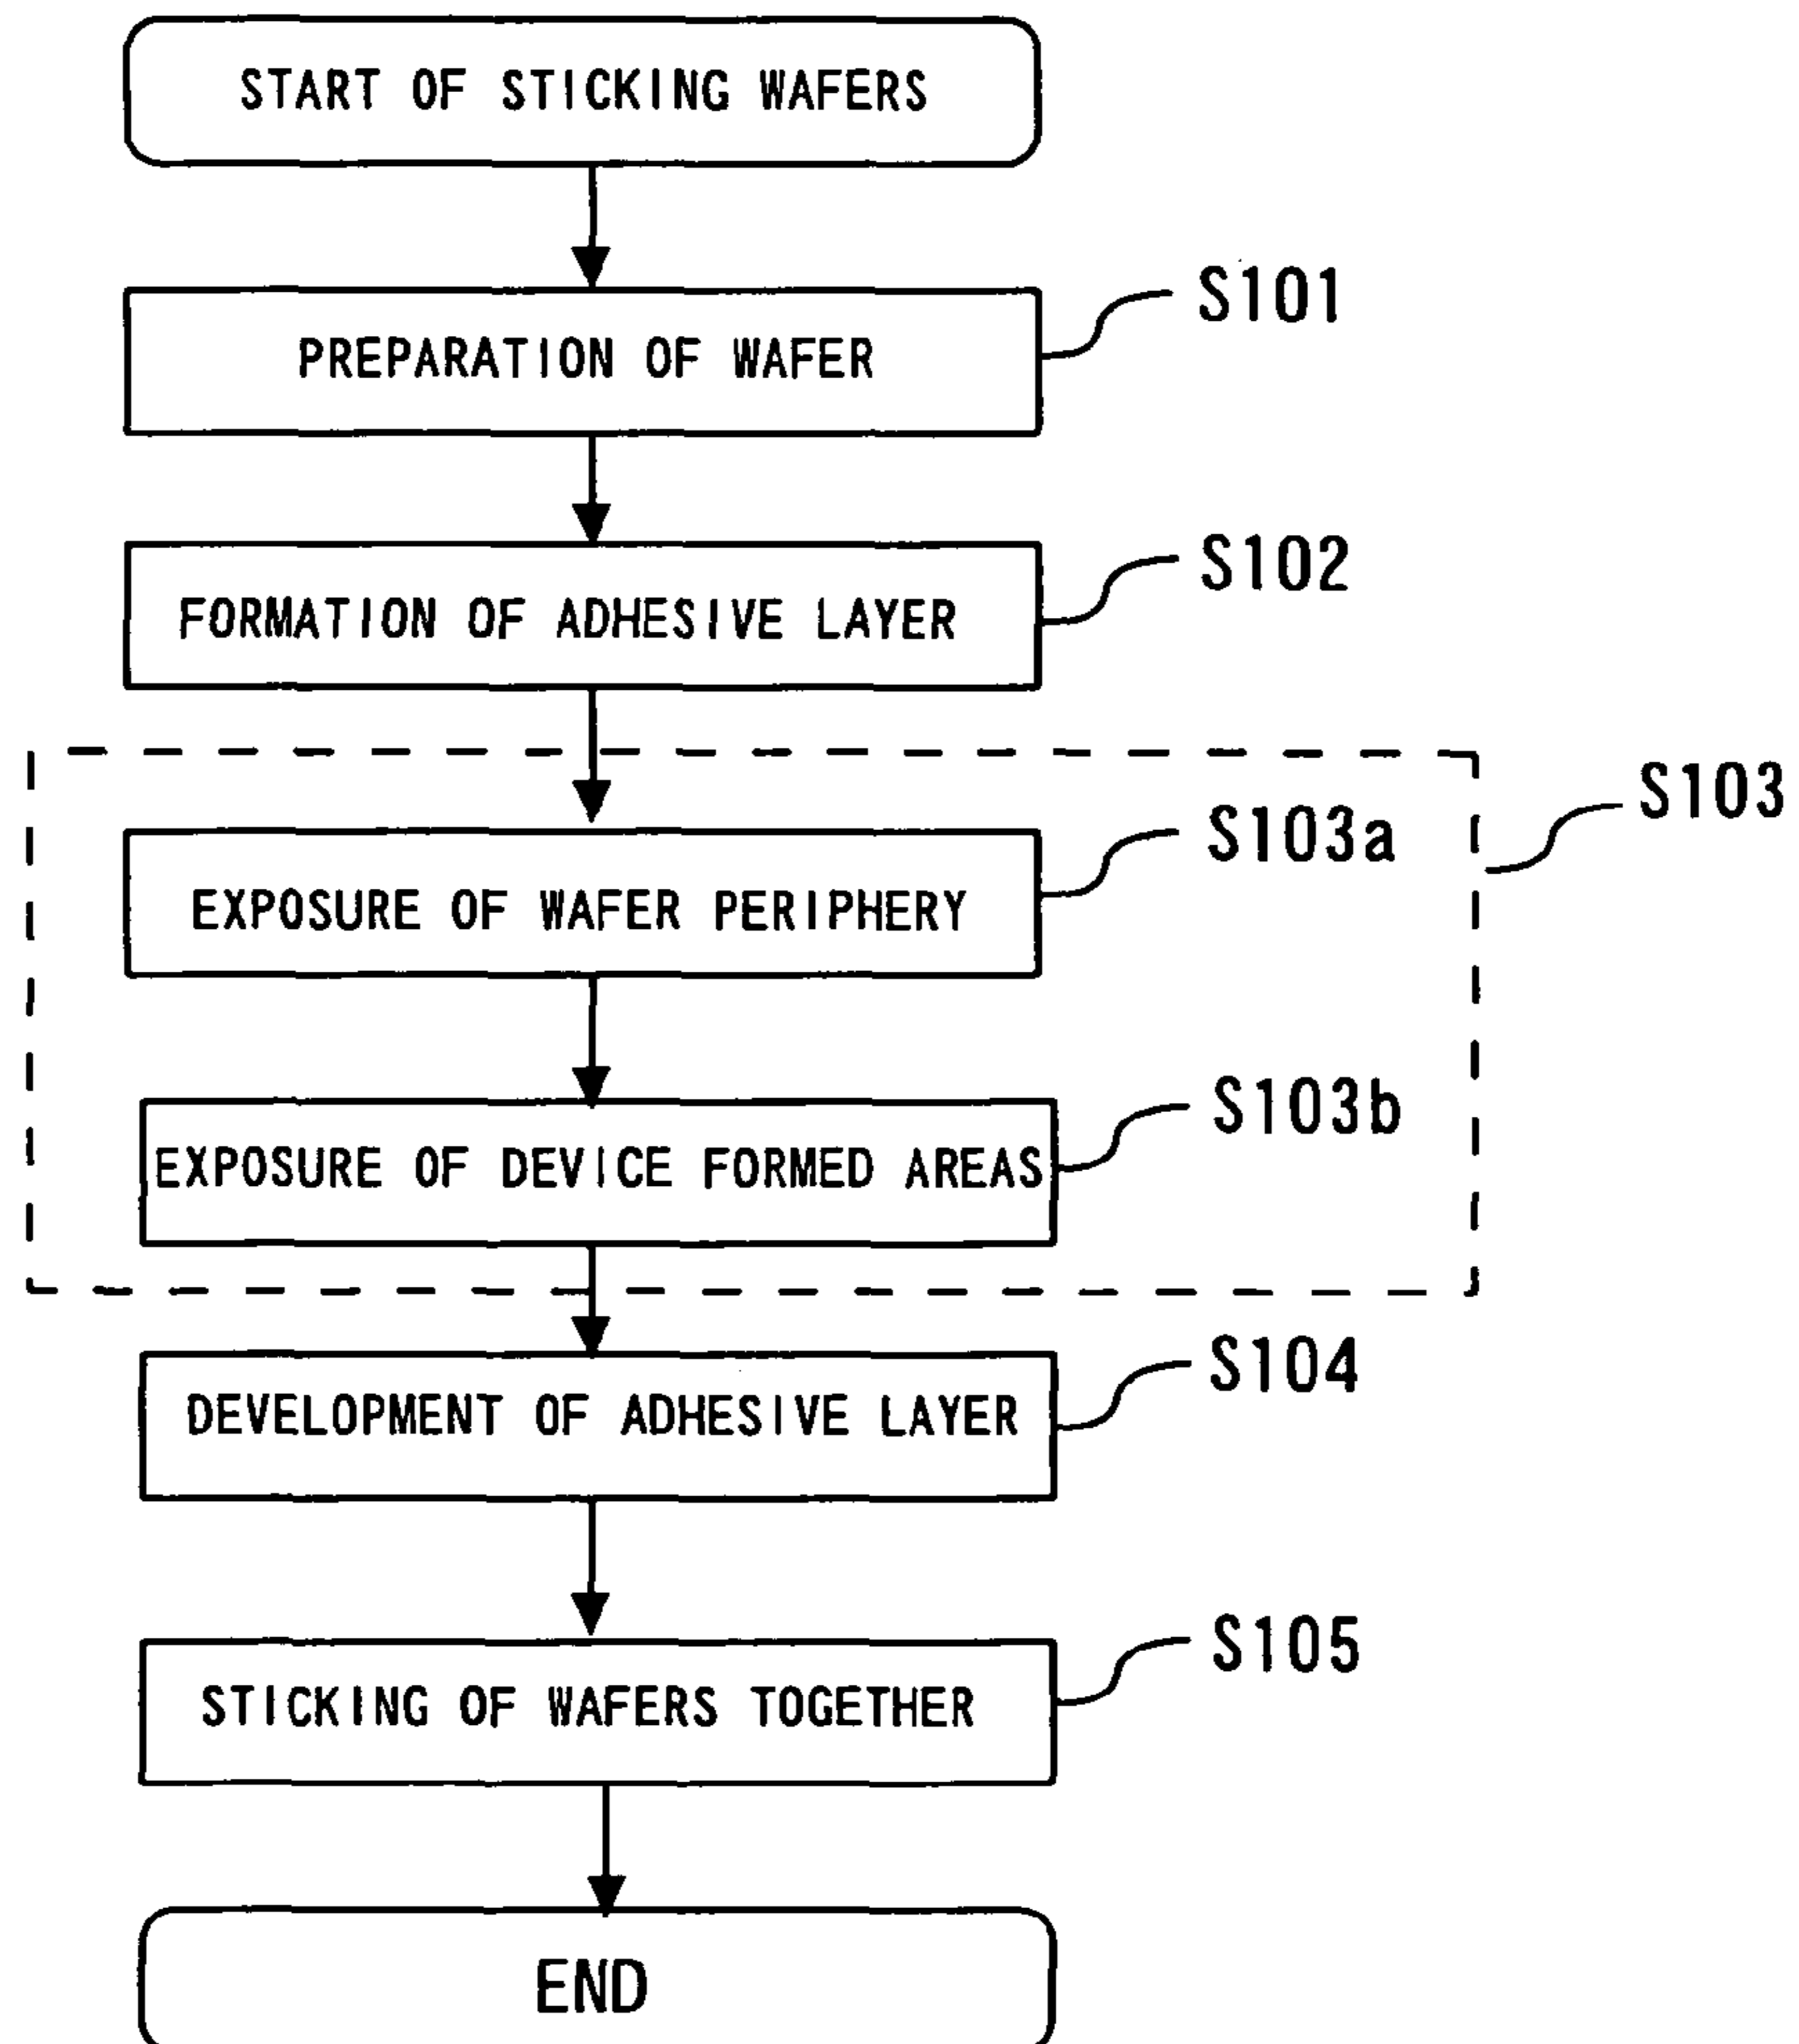 START OF STICKING WAFERS
S101
PREPARATION OF WAFER
S102
FORMATION OF ADHESIVE LAYER
S103
S103a
EXPOSURE OF WAFER PERIPHERY
S103b
EXPOSURE OF DEVICE FORMED AREAS
S104
DEVELOPMENT OF ADHESIVE LAYER
S105
STICKING OF WAFERS TOGETHER
END